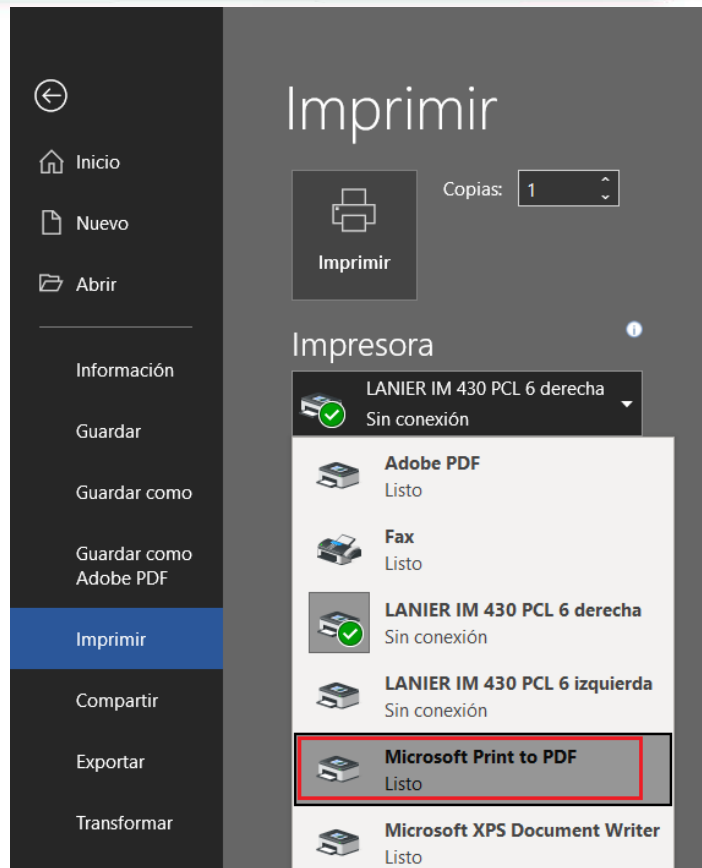 Imprimir
Inicio
Nuevo
Abrir
Información
Guardar
Guardar como
Guardar como
Adobe PDF
Imprimir
Compartir
Exportar
Transformar
Copias: 1
Imprimir
Impresora
LANIER IM 430 PCL 6 derecha
Sin conexión
Adobe PDF
Listo
Fax
Listo
LANIER IM 430 PCL 6 derecha
Sin conexión
LANIER IM 430 PCL 6 izquierda
Sin conexión
Microsoft Print to PDF
Listo
Microsoft XPS Document Writer
Listo